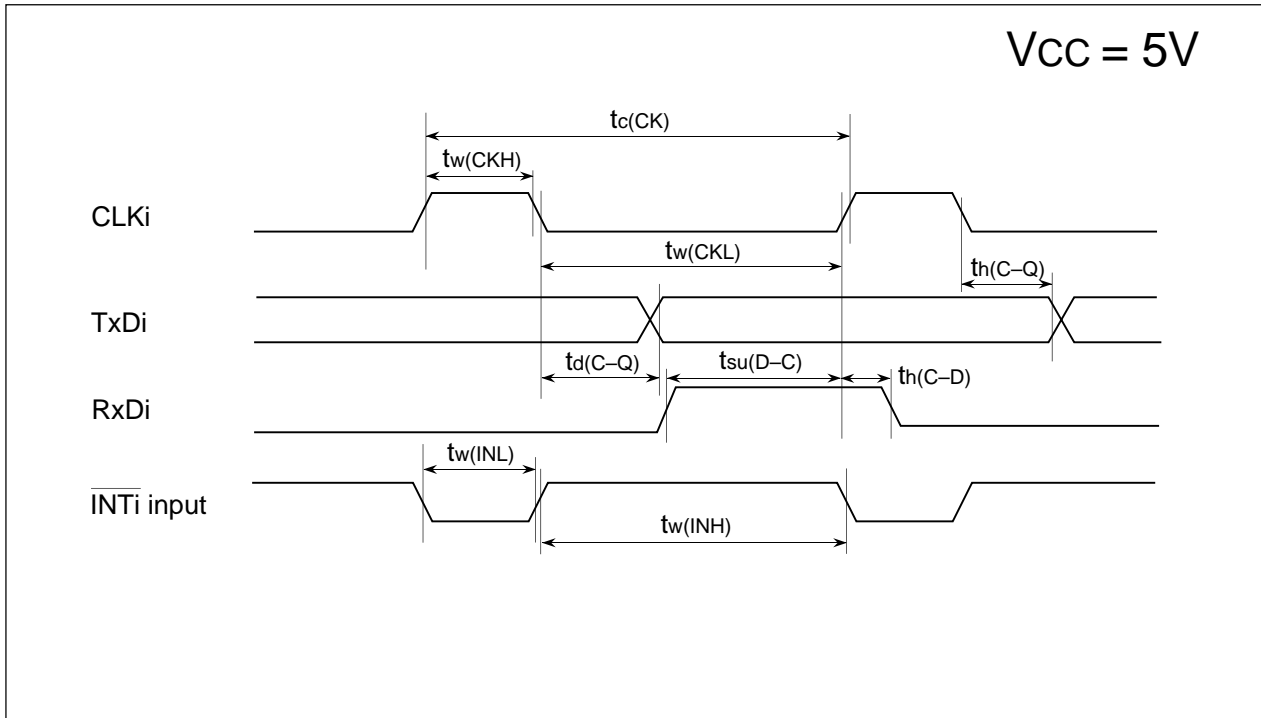 VCC = 5V
tc(CK)
tw(CKH)
CLKi
tw(CKL)
th(C–Q)
TxDi
td(C–Q)
tsu(D–C)
th(C–D)
RxDi
tw(INL)
INTi input
tw(INH)